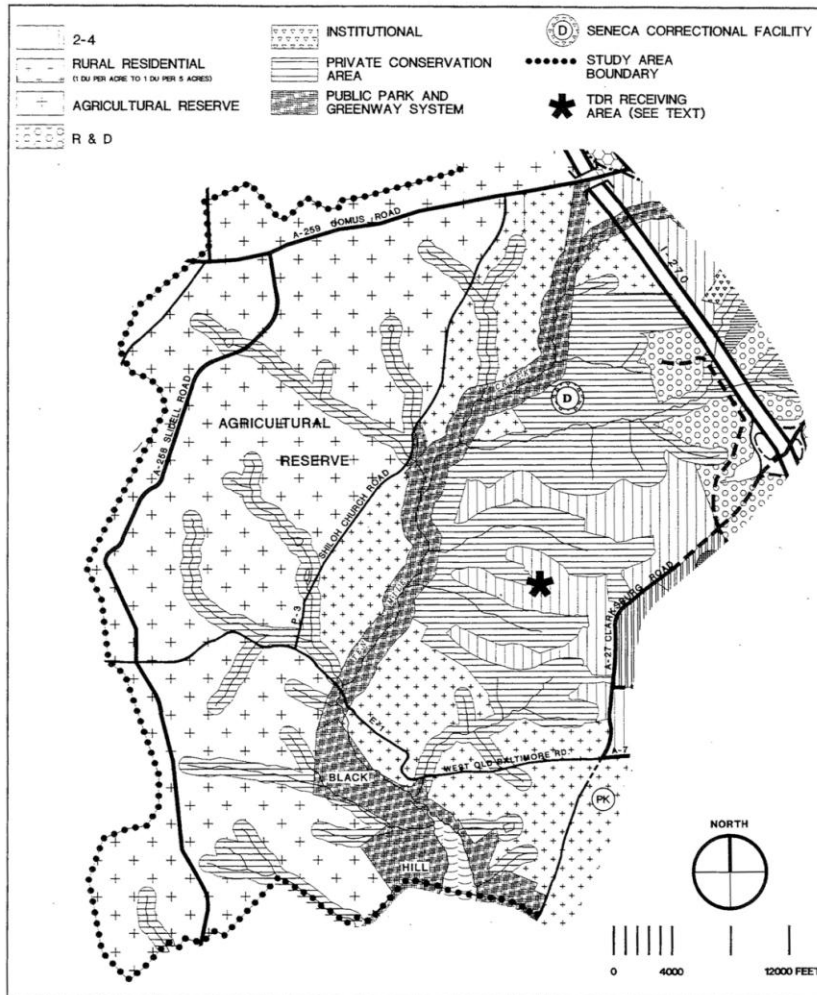 2-4
RURAL RESIDENTIAL
(1 DU PER ACRE TO 1 DU PER 5 ACRES)
AGRICULTURAL RESERVE
R & D
INSTITUTIONAL
PRIVATE CONSERVATION
AREA
PUBLIC PARK AND
GREENWAY SYSTEM
D
SENECA CORRECTIONAL FACILITY
STUDY AREA
BOUNDARY
TDR RECEIVING
AREA (SEE TEXT)
A-259 COMUS ROAD
I-270
A-258 SLIDELL ROAD
AGRICULTURAL
RESERVE
D
SHILOH CHURCH ROAD
P-3
A-27 CLARKSBURG ROAD
E-1
WEST OLD BALTIMORE RD.
A-7
BLACK
HILL
PK
NORTH
0 4000 12000 FEET